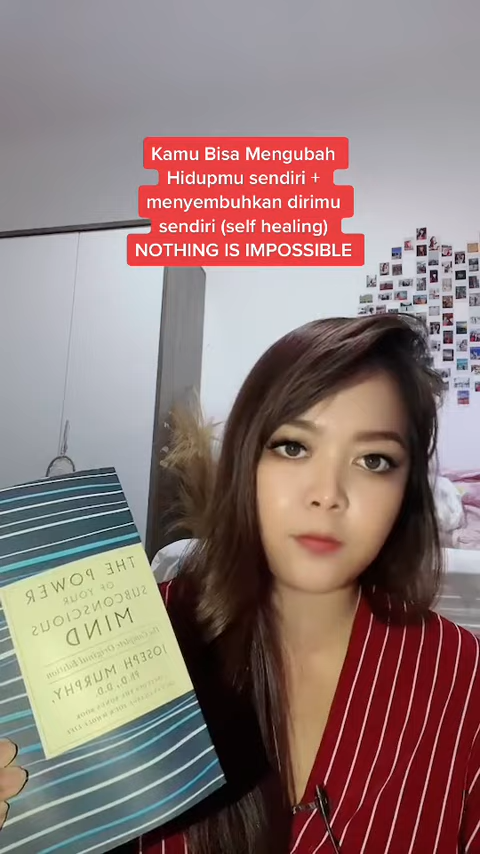 Kamu Bisa Mengubah
Hidupmu sendiri +
menyembuhkan dirimu
sendiri (self healing)
NOTHING IS IMPOSSIBLE
THE POWER
OF YOUR
SUBCONSCIOUS
MIND
The Complete Original Edition
JOSEPH MURPHY,
PH.D., D.D.